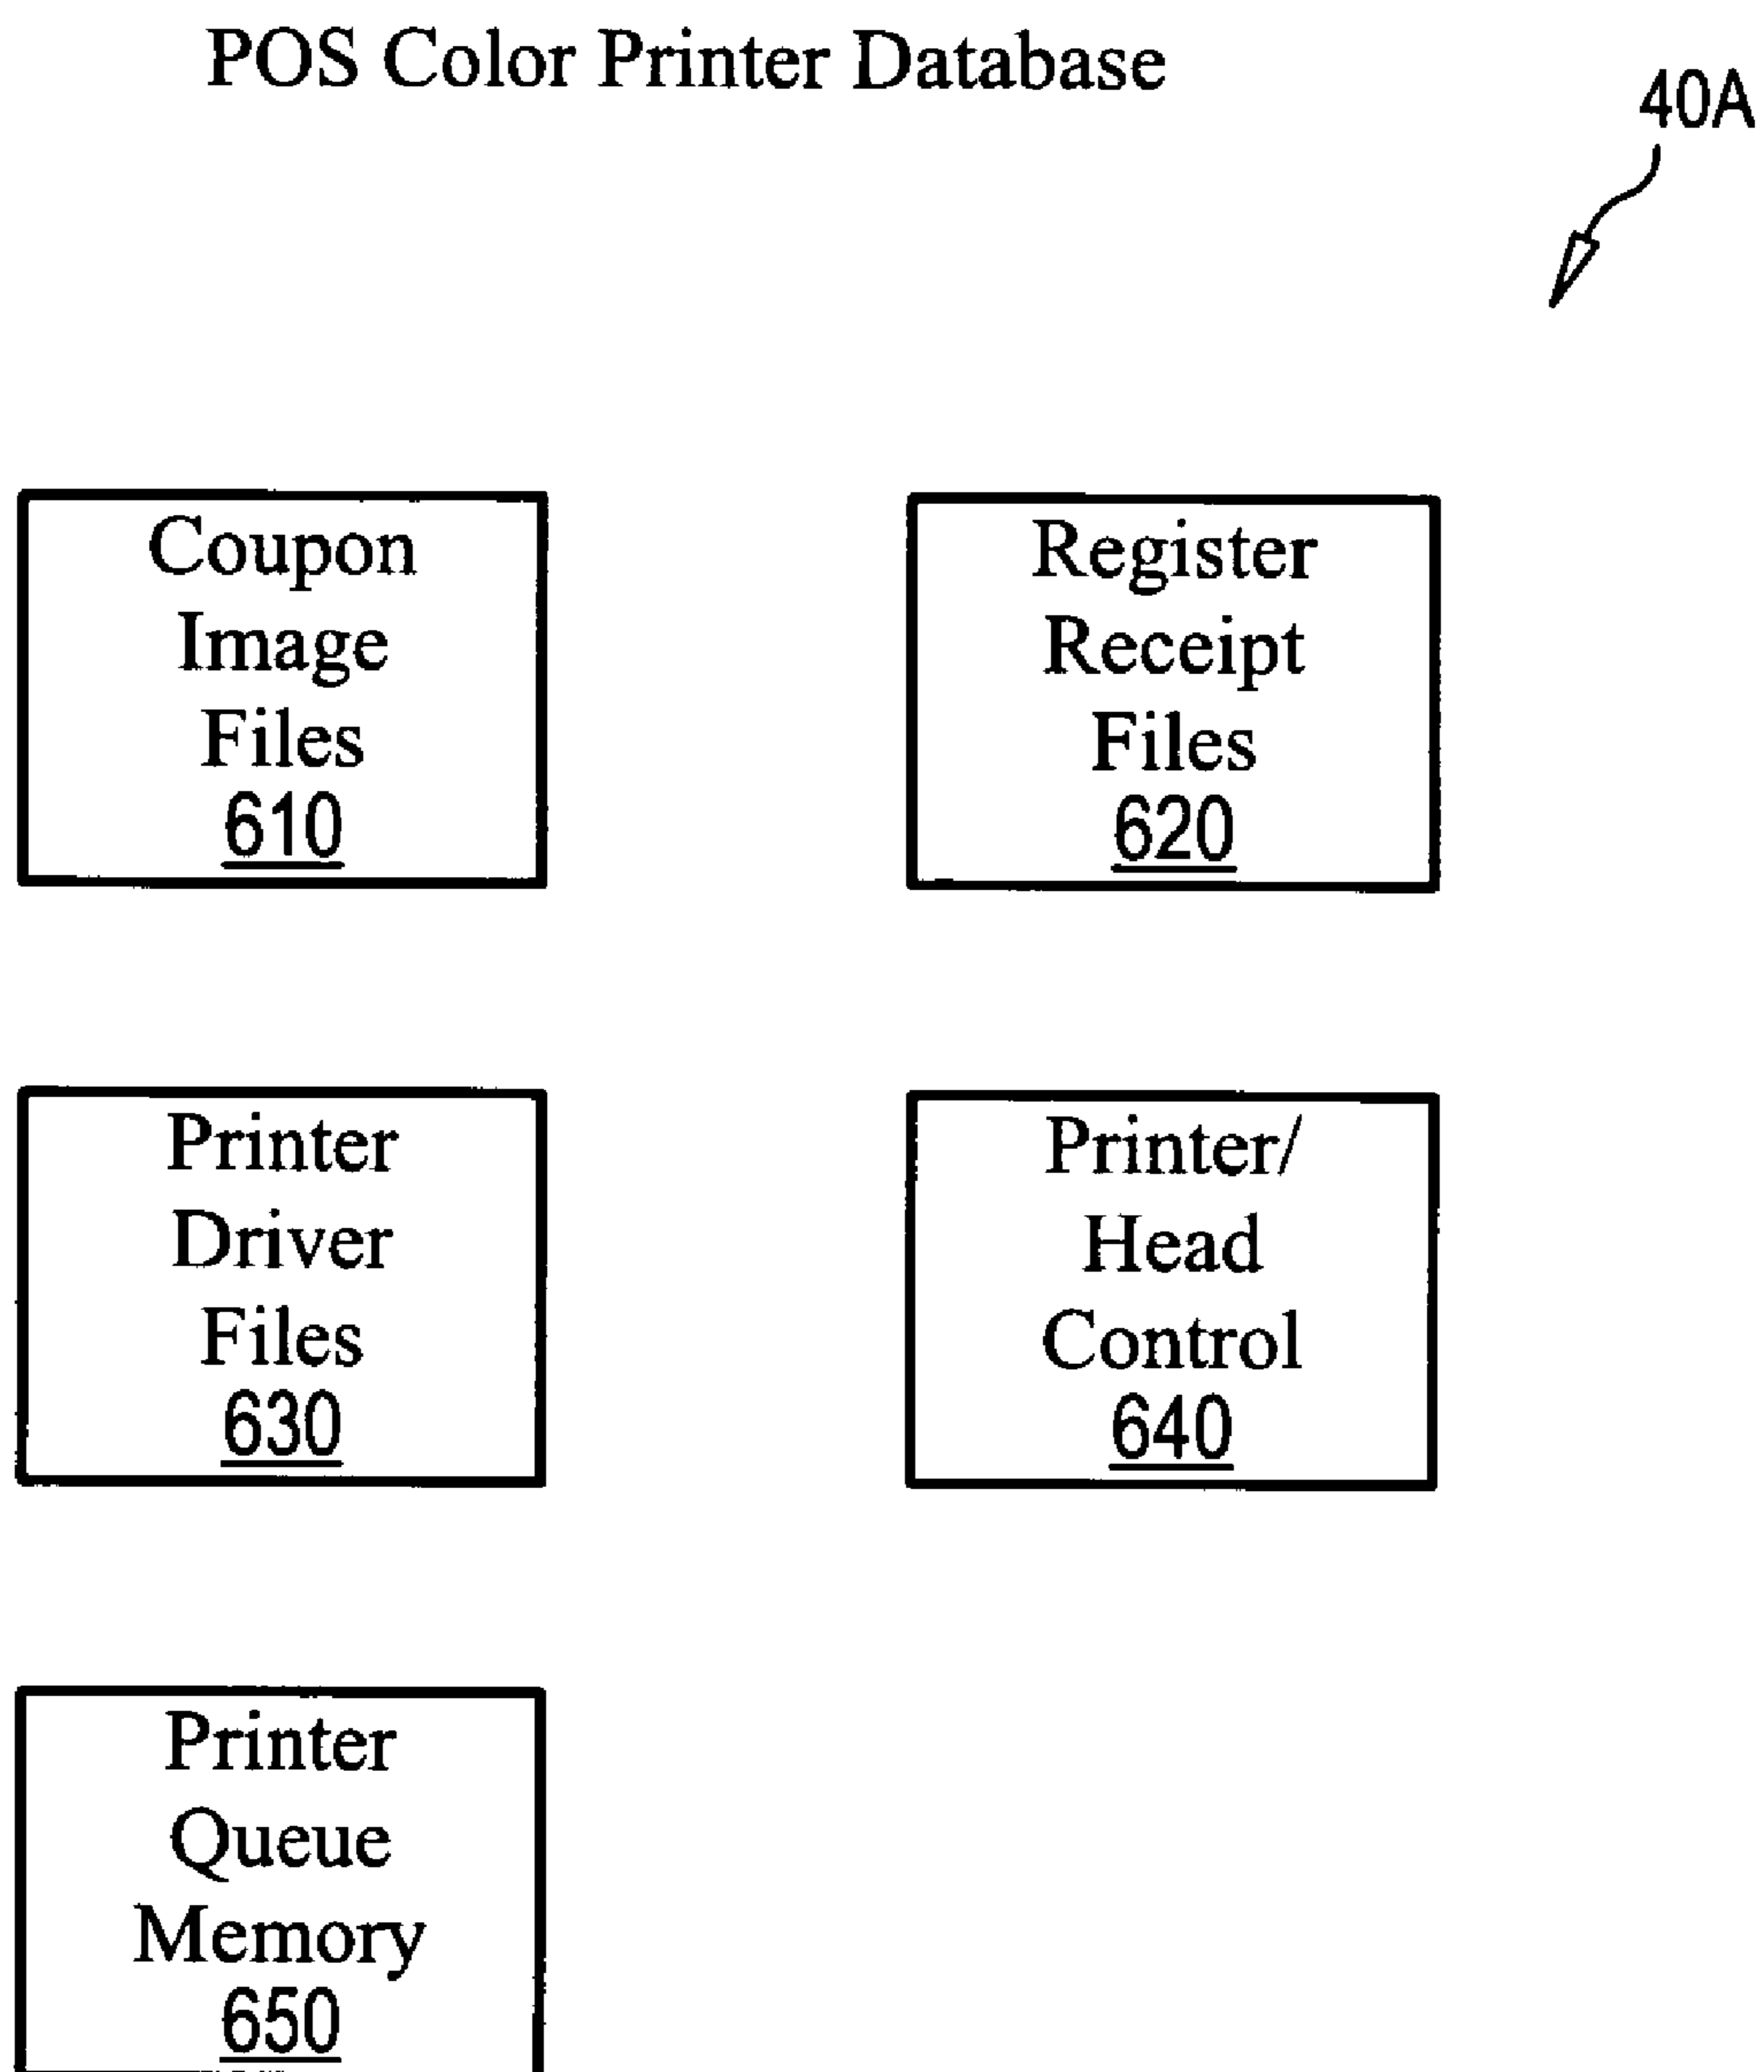 POS Color Printer Database
40A
Coupon
Image
Files
610
Register
Receipt
Files
620
Printer
Driver
Files
630
Printer/
Head
Control
640
Printer
Queue
Memory
650